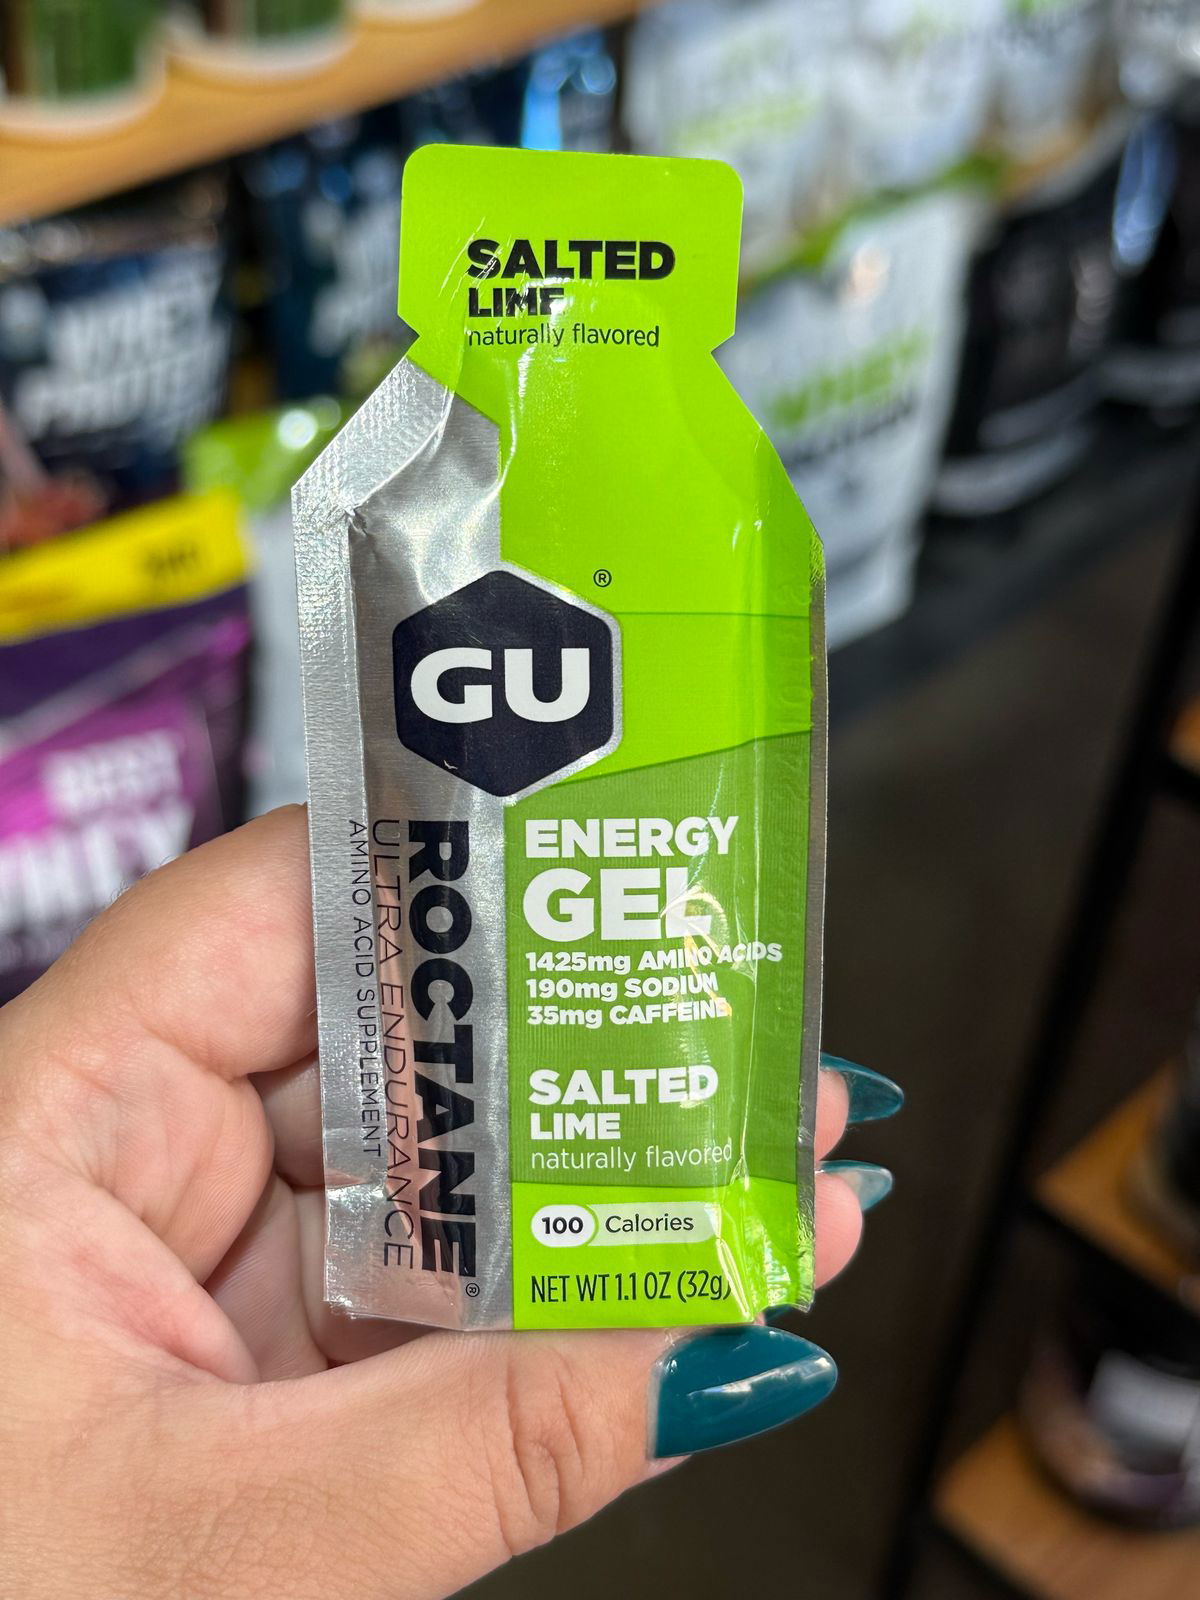 SALTED
LIME
naturally flavored
®
GU
ENERGY
GEL
1425mg AMINO ACIDS
190mg SODIUM
35mg CAFFEINE
SALTED
LIME
naturally flavored
100 Calories
NET WT 1.1 OZ (32g)
ROCTANE®
ULTRA ENDURANCE
AMINO ACID SUPPLEMENT
WHEY